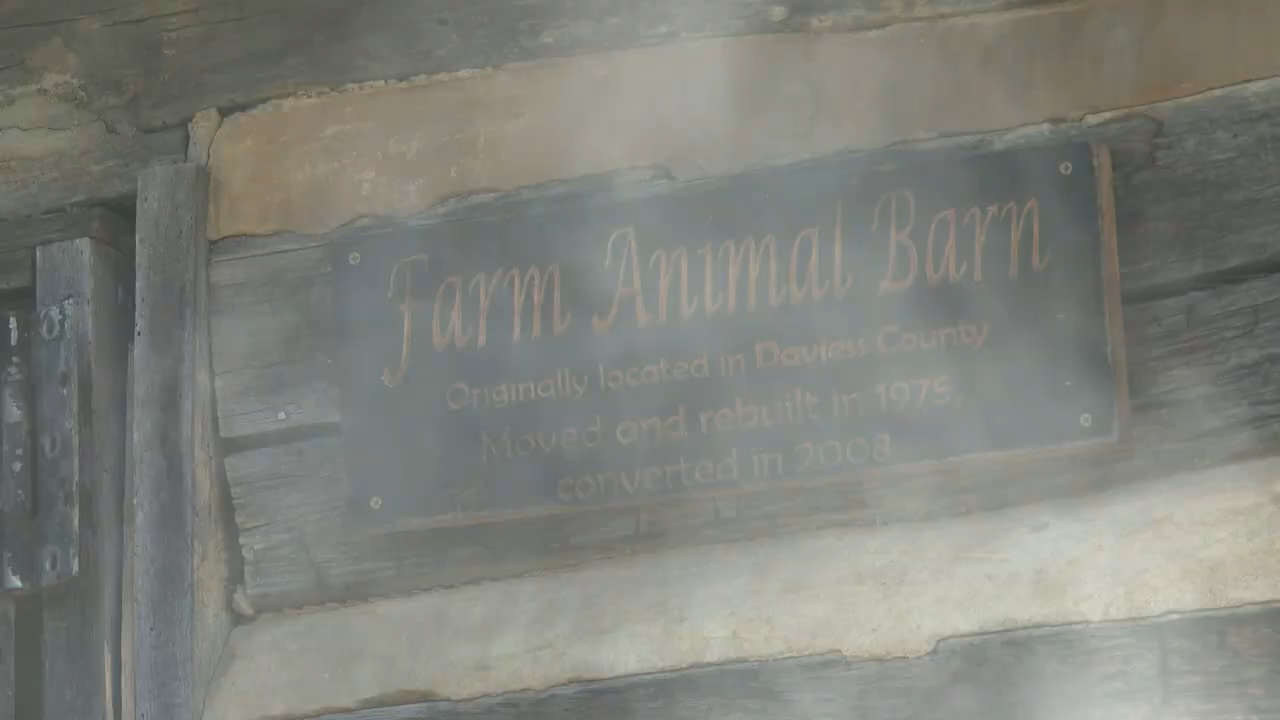 Farm Animal Barn
Originally located in Daviess County
Moved and rebuilt in 1975,
converted in 2008